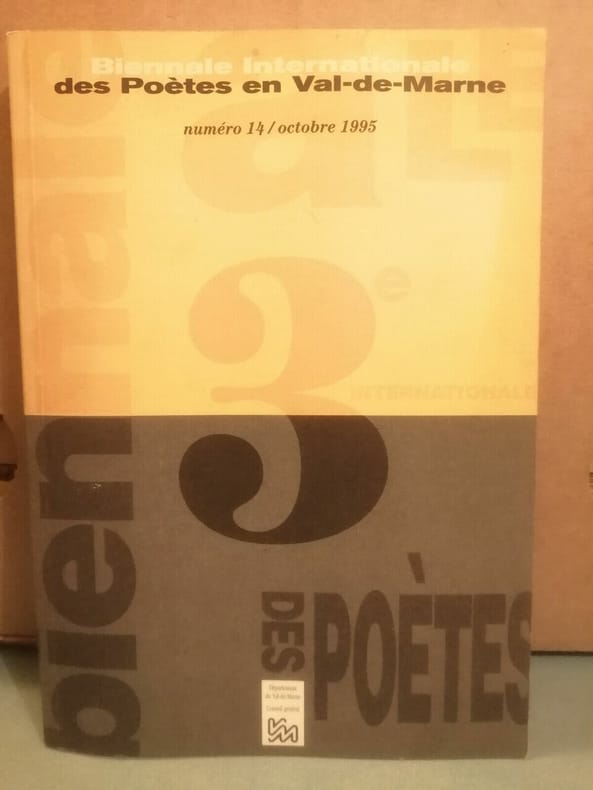 Biennale Internationale
des Poètes en Val-de-Marne
numéro 14 / octobre 1995
biennale
3e
INTERNATIONALE
DES POÈTES
Département
du Val-de-Marne
Conseil général